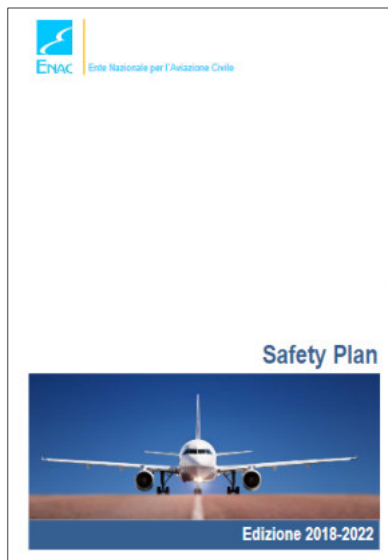 ENAC
Ente Nazionale per l'Aviazione Civile
Safety Plan
Edizione 2018-2022